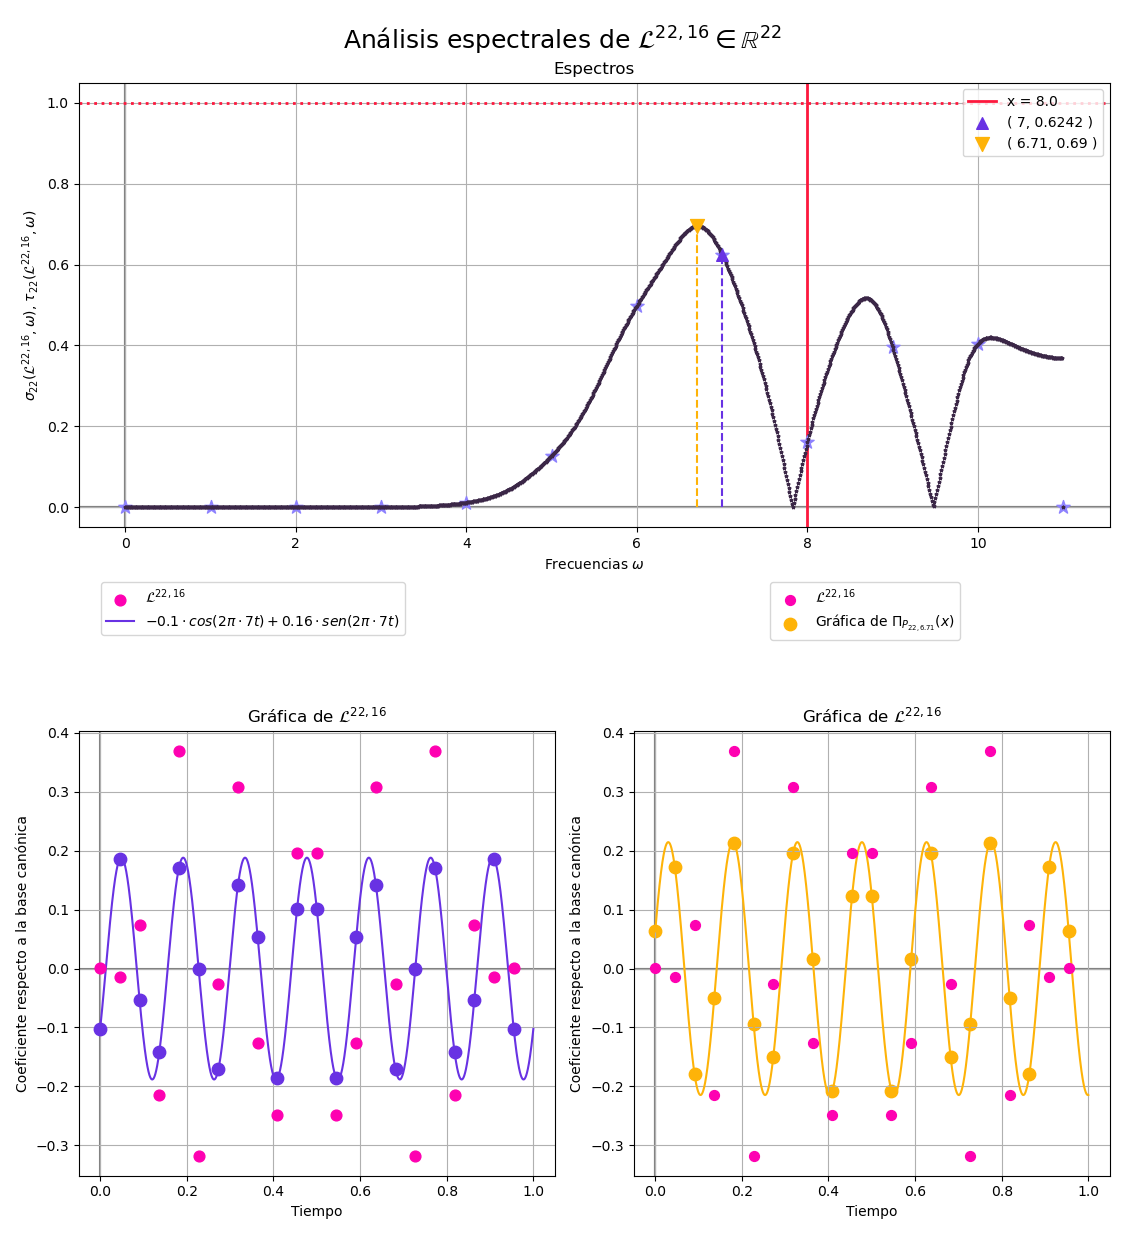 Análisis espectrales de 𝓛^{22,16} ∈ ℝ^{22}
Espectros
x = 8.0
( 7, 0.6242 )
( 6.71, 0.69 )
σ_{22}(𝓛^{22,16}, ω), τ_{22}(𝓛^{22,16}, ω)
1.0
0.8
0.6
0.4
0.2
0.0
0 2 4 6 8 10
Frecuencias ω
𝓛^{22,16}
−0.1 · cos(2π · 7t) + 0.16 · sen(2π · 7t)
𝓛^{22,16}
Gráfica de Π_{P_{22,6.71}}(x)
Gráfica de 𝓛^{22,16}
Coeficiente respecto a la base canónica
0.4
0.3
0.2
0.1
0.0
−0.1
−0.2
−0.3
0.0 0.2 0.4 0.6 0.8 1.0
Tiempo
Gráfica de 𝓛^{22,16}
Coeficiente respecto a la base canónica
0.4
0.3
0.2
0.1
0.0
−0.1
−0.2
−0.3
0.0 0.2 0.4 0.6 0.8 1.0
Tiempo